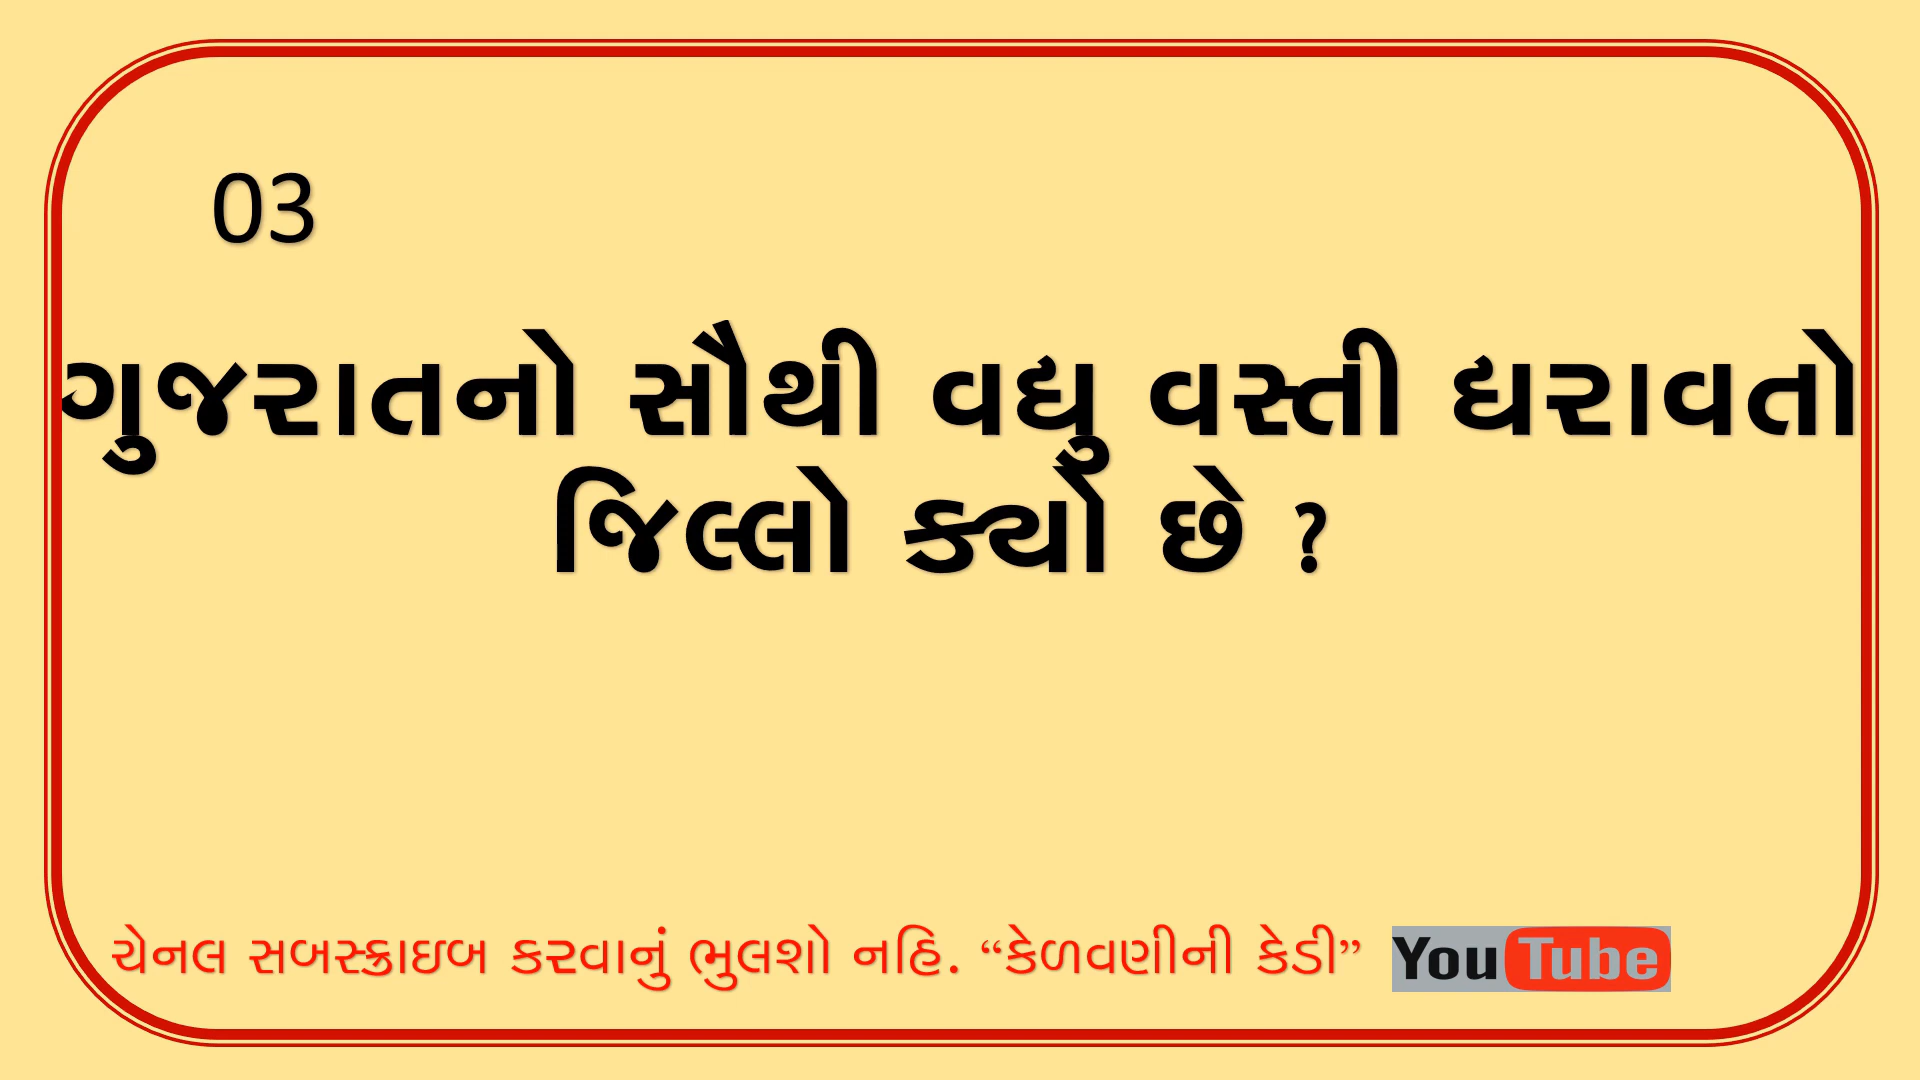 03
ગુજરાતનો સૌથી વધુ વસ્તી ધરાવતો
જિલ્લો ક્યો છે ?
ચેનલ સબસ્ક્રાઇબ કરવાનું ભુલશો નહિ. “કેળવણીની કેડી” YouTube